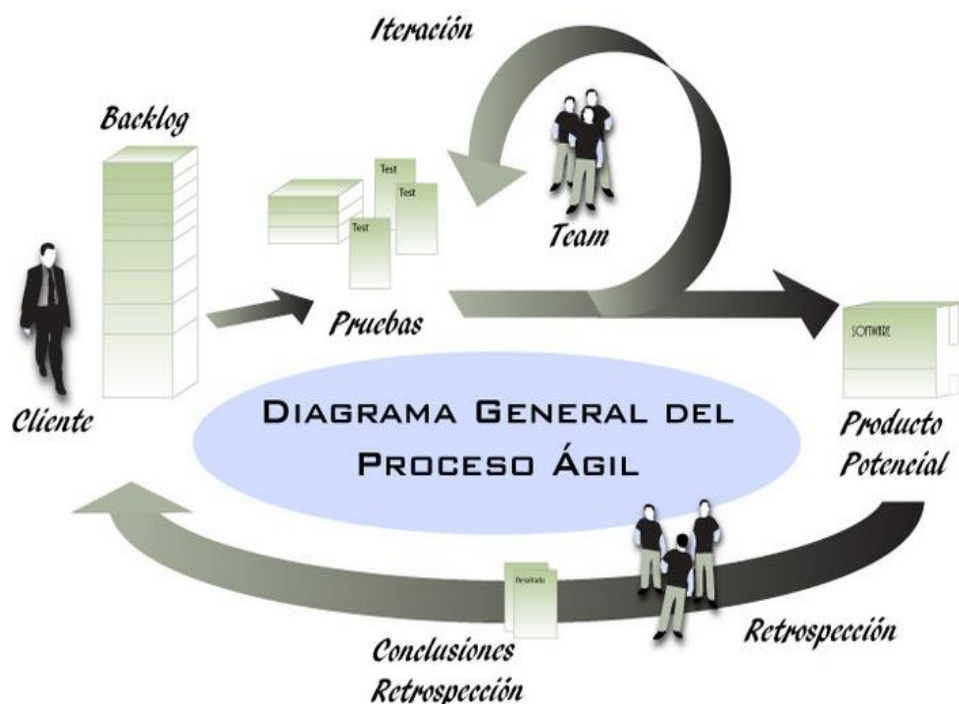 Iteración
Backlog
Test
Test
Test
Team
Pruebas
SOFTWARE
Cliente
DIAGRAMA GENERAL DEL
PROCESO ÁGIL
Producto
Potencial
Resultado
Retrospección
Conclusiones
Retrospección